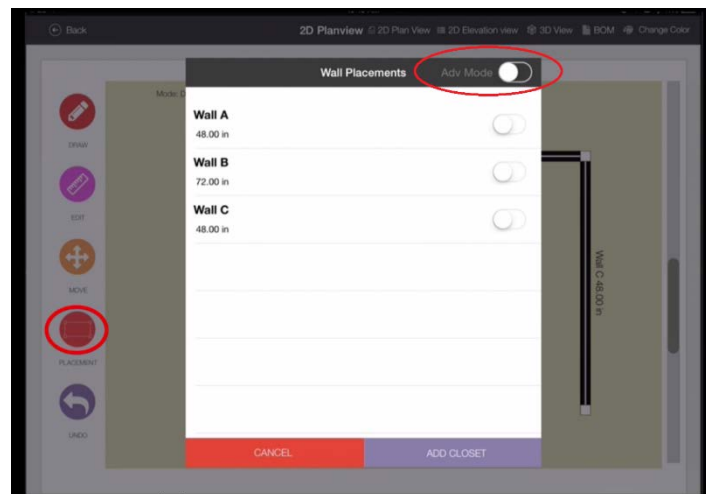 Back
2D Planview 2D Plan View 2D Elevation view 3D View BOM Change Color
Wall Placements Adv Mode
Mode: D
Wall A
48.00 in
DRAW
Wall B
72.00 in
EDIT
Wall C
48.00 in
MOVE
Wall C 48.00 in
PLACEMENT
UNDO
CANCEL ADD CLOSET